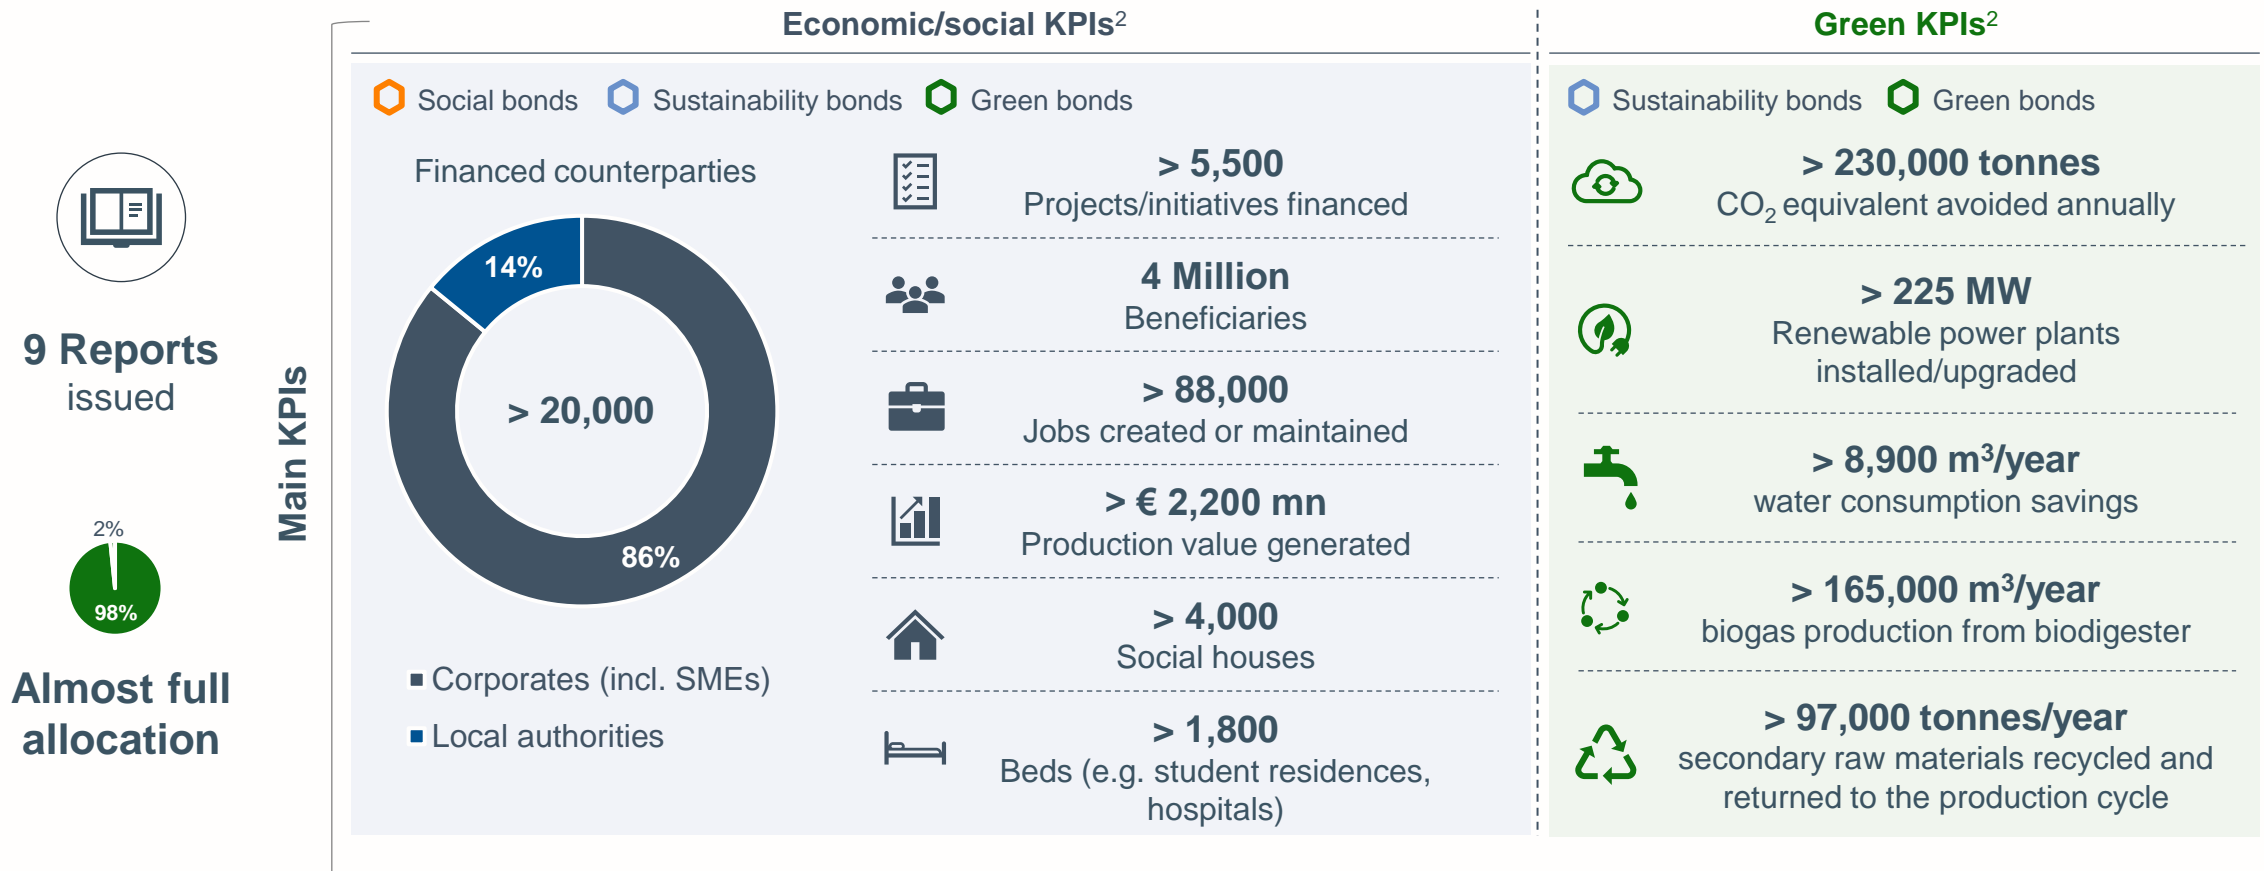 Economic/social KPIs²
Green KPIs²
9 Reports
issued
2%
98%
Almost full
allocation
Main KPIs
Social bonds
Sustainability bonds
Green bonds
Financed counterparties
14%
> 20,000
86%
Corporates (incl. SMEs)
Local authorities
> 5,500
Projects/initiatives financed
4 Million
Beneficiaries
> 88,000
Jobs created or maintained
> € 2,200 mn
Production value generated
> 4,000
Social houses
> 1,800
Beds (e.g. student residences,
hospitals)
Sustainability bonds
Green bonds
> 230,000 tonnes
CO₂ equivalent avoided annually
> 225 MW
Renewable power plants
installed/upgraded
> 8,900 m³/year
water consumption savings
> 165,000 m³/year
biogas production from biodigester
> 97,000 tonnes/year
secondary raw materials recycled and
returned to the production cycle